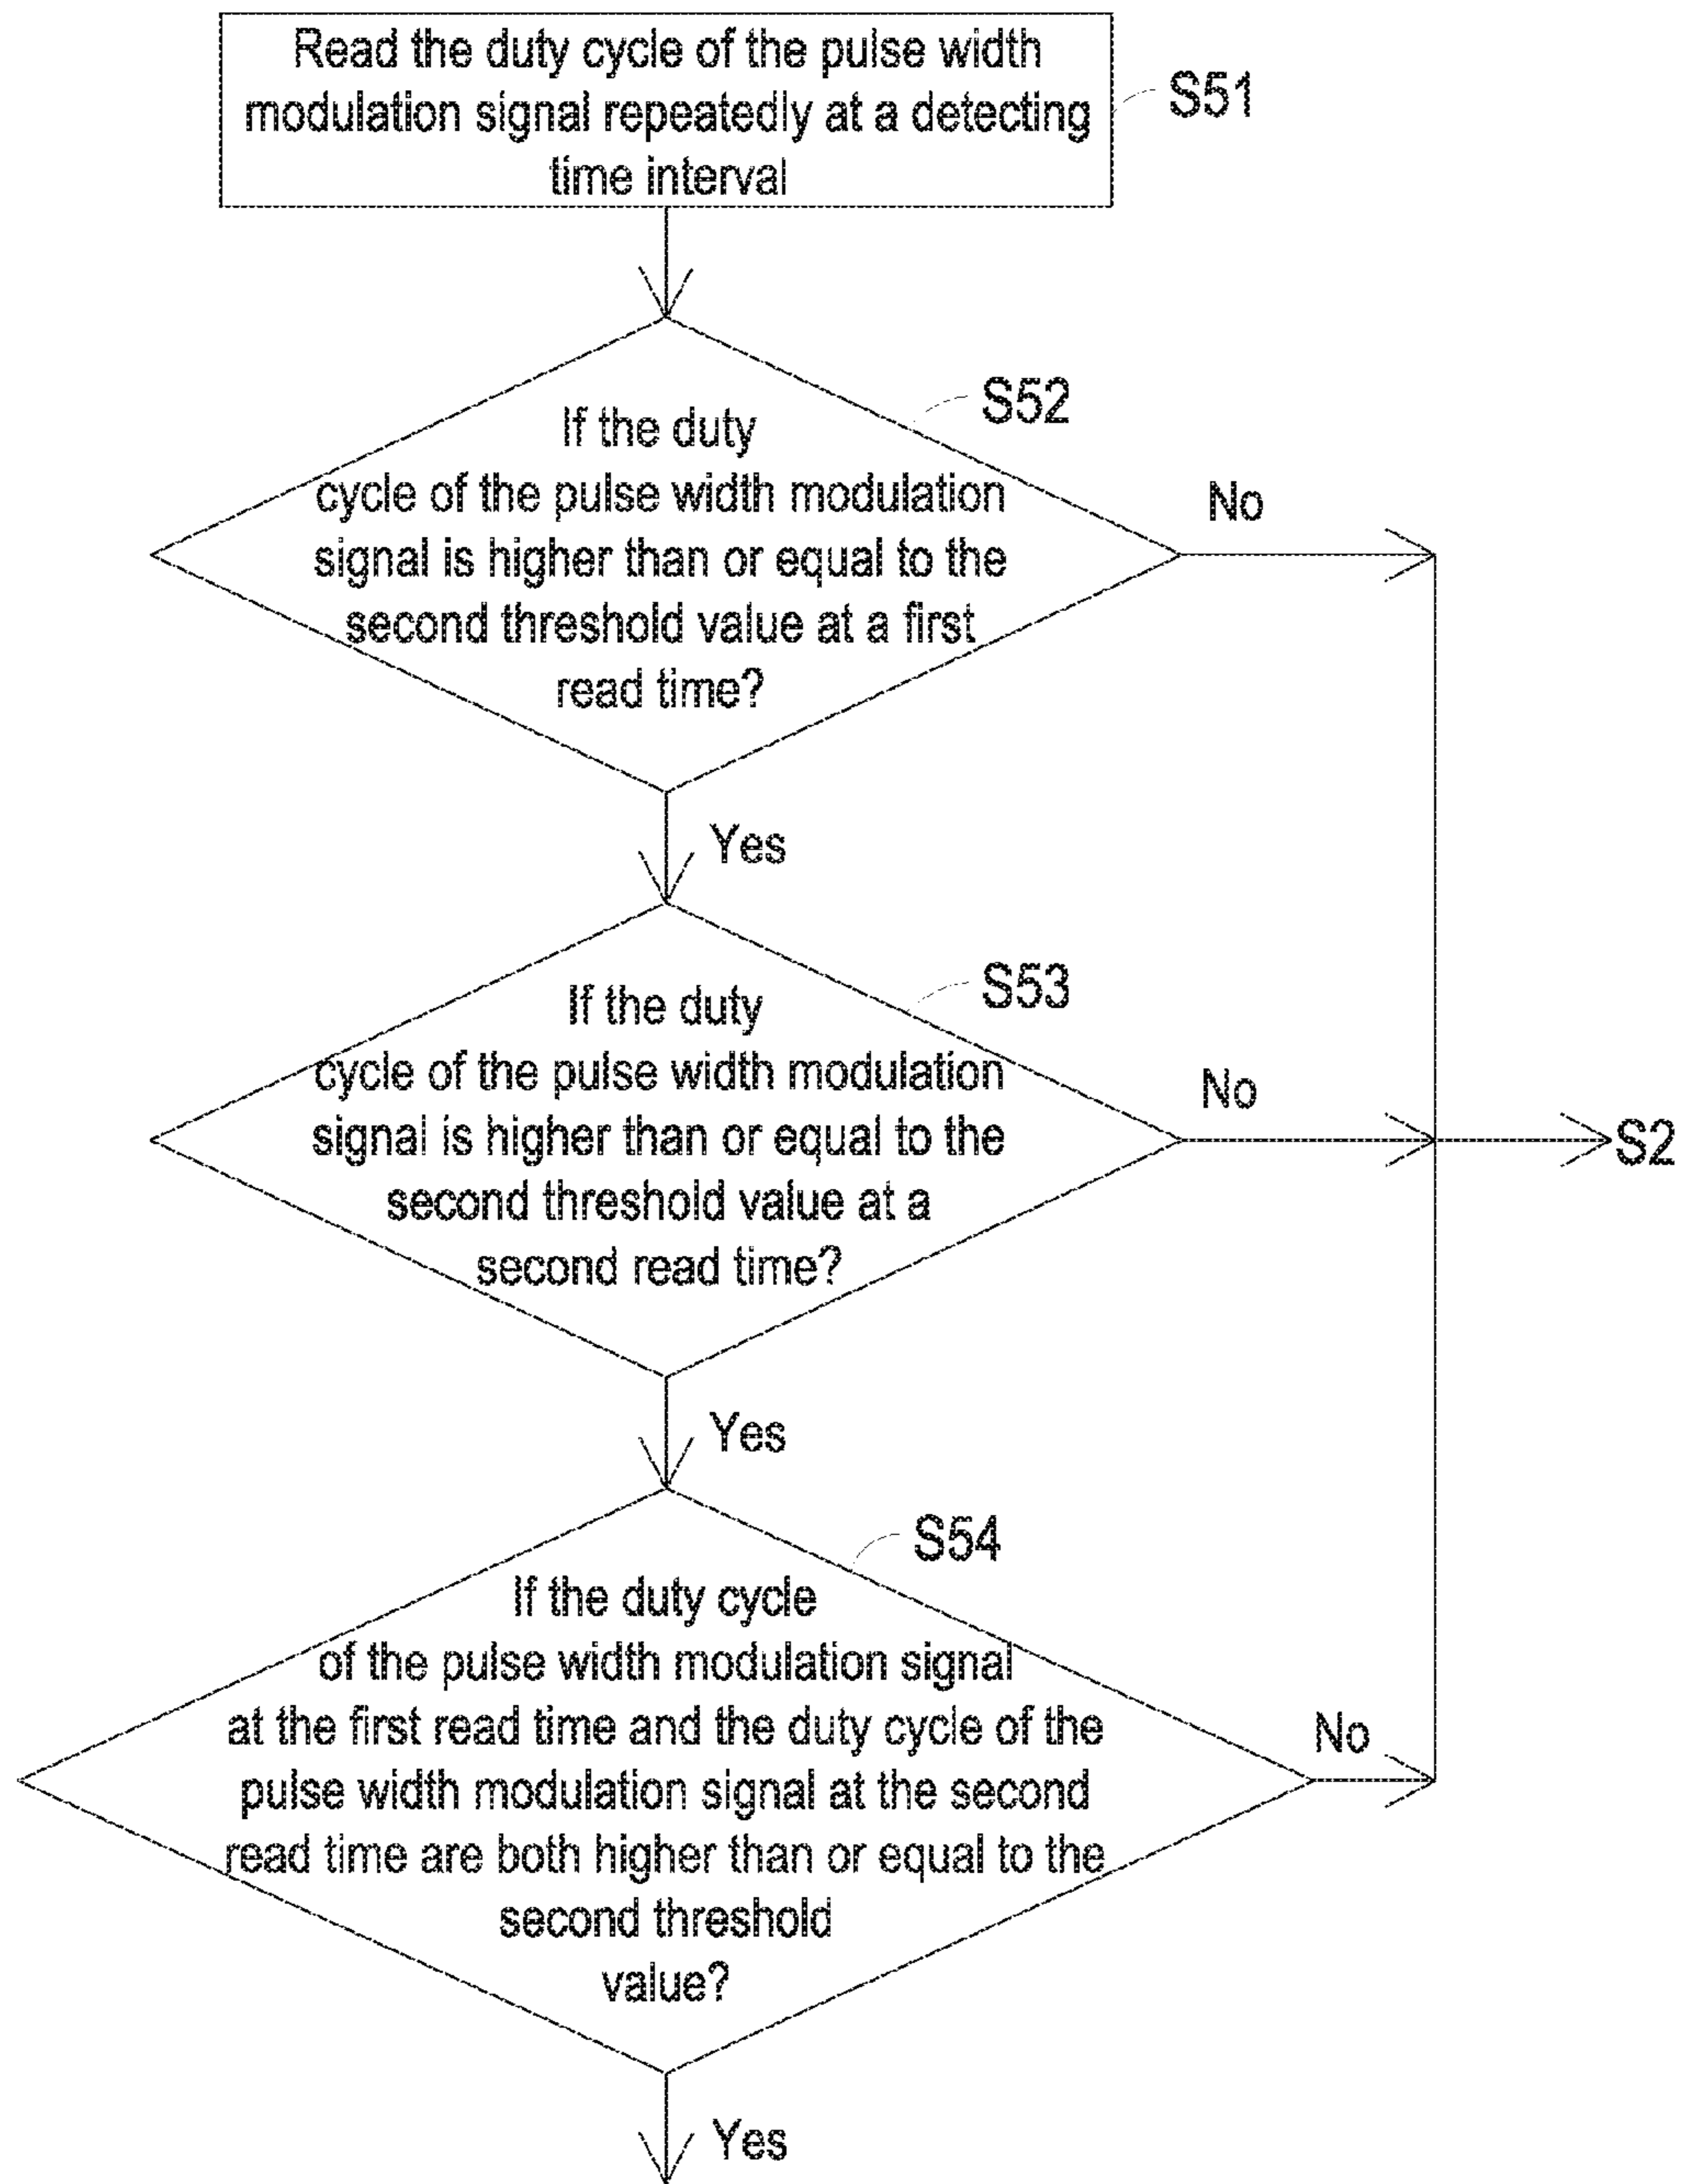 Read the duty cycle of the pulse width
modulation signal repeatedly at a detecting
time interval
S51
S52
If the duty
cycle of the pulse width modulation
signal is higher than or equal to the
second threshold value at a first
read time?
No
Yes
S53
If the duty
cycle of the pulse width modulation
signal is higher than or equal to the
second threshold value at a
second read time?
No
S2
Yes
S54
If the duty cycle
of the pulse width modulation signal
at the first read time and the duty cycle of the
pulse width modulation signal at the second
read time are both higher than or equal to the
second threshold
value?
No
Yes